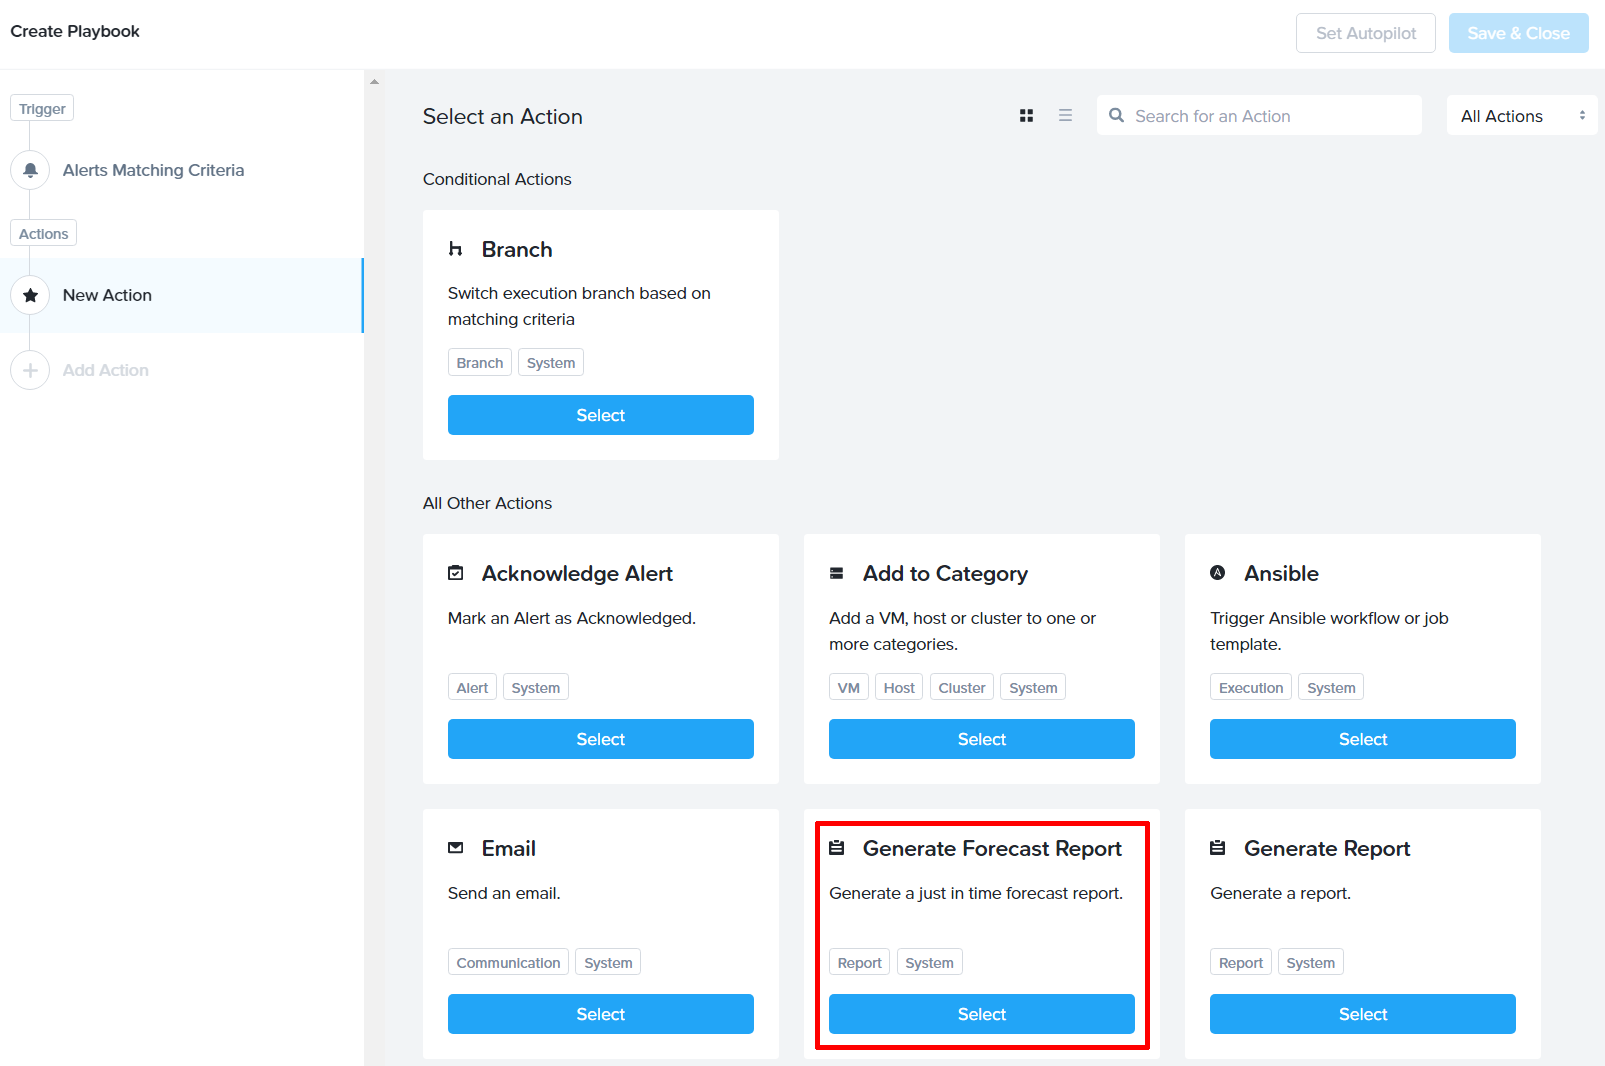 Create Playbook
Set Autopilot
Save & Close
Trigger
Alerts Matching Criteria
Actions
New Action
Add Action
Select an Action
Search for an Action
All Actions
Conditional Actions
Branch
Switch execution branch based on
matching criteria
Branch System
Select
All Other Actions
Acknowledge Alert
Mark an Alert as Acknowledged.
Alert System
Select
Add to Category
Add a VM, host or cluster to one or
more categories.
VM Host Cluster System
Select
Ansible
Trigger Ansible workflow or job
template.
Execution System
Select
Email
Send an email.
Communication System
Select
Generate Forecast Report
Generate a just in time forecast report.
Report System
Select
Generate Report
Generate a report.
Report System
Select